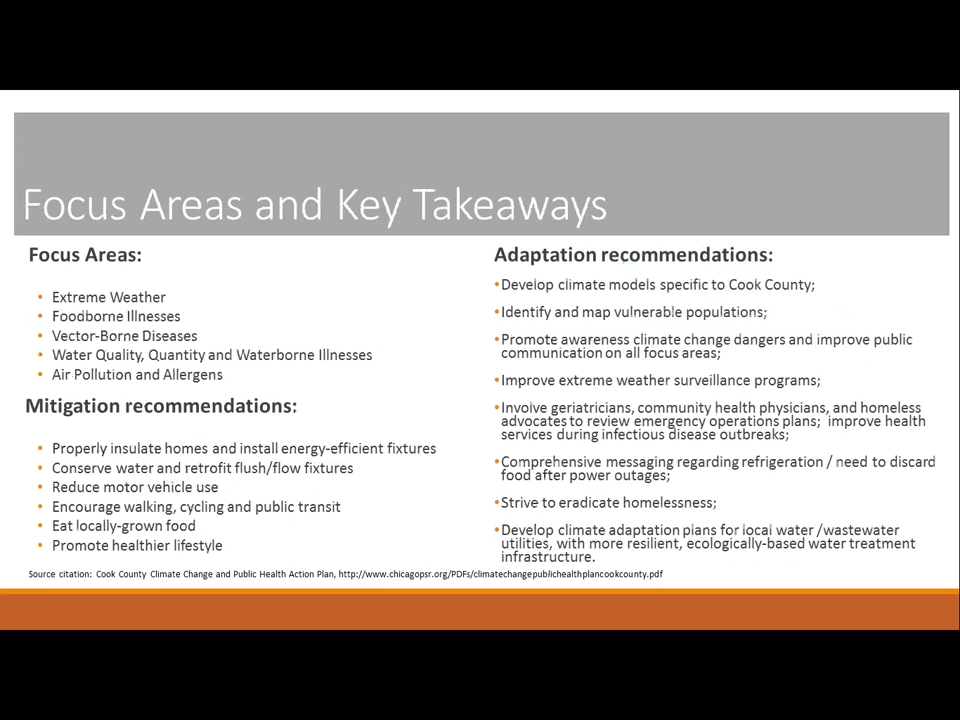 Focus Areas and Key Takeaways
Focus Areas:
• Extreme Weather
• Foodborne Illnesses
• Vector-Borne Diseases
• Water Quality, Quantity and Waterborne Illnesses
• Air Pollution and Allergens
Mitigation recommendations:
• Properly insulate homes and install energy-efficient fixtures
• Conserve water and retrofit flush/flow fixtures
• Reduce motor vehicle use
• Encourage walking, cycling and public transit
• Eat locally-grown food
• Promote healthier lifestyle
Adaptation recommendations:
•Develop climate models specific to Cook County;
•Identify and map vulnerable populations;
•Promote awareness climate change dangers and improve public
communication on all focus areas;
•Improve extreme weather surveillance programs;
•Involve geriatricians, community health physicians, and homeless
advocates to review emergency operations plans; improve health
services during infectious disease outbreaks;
•Comprehensive messaging regarding refrigeration / need to discard
food after power outages;
•Strive to eradicate homelessness;
•Develop climate adaptation plans for local water /wastewater
utilities, with more resilient, ecologically-based water treatment
infrastructure.
Source citation: Cook County Climate Change and Public Health Action Plan, http://www.chicagopsr.org/PDFs/climatechangepublichealthplancookcounty.pdf